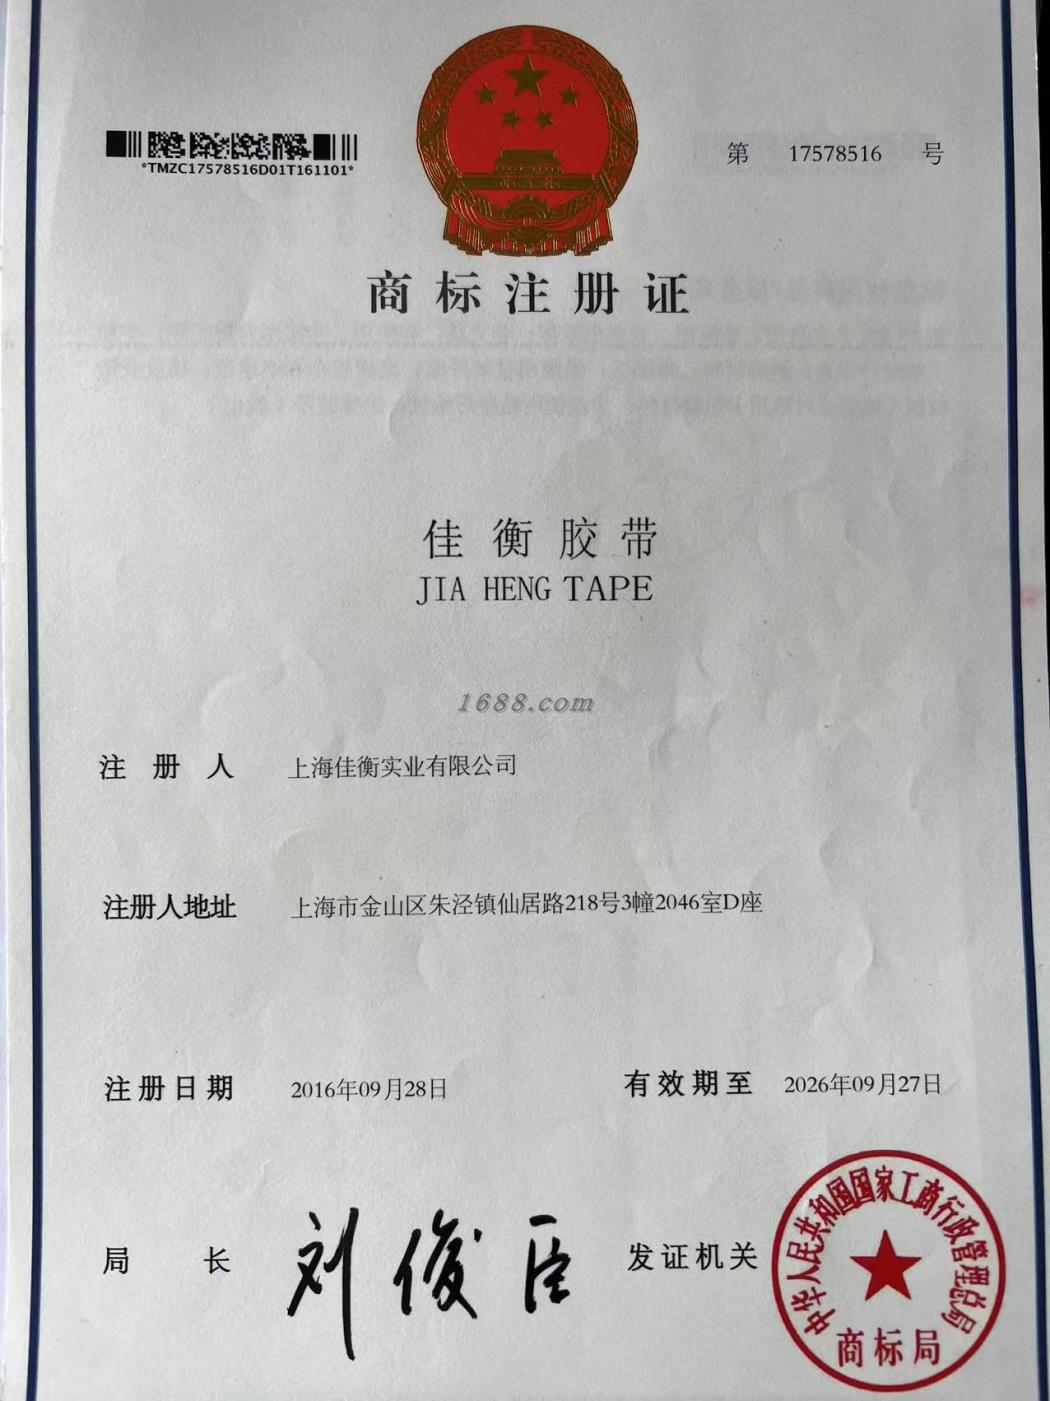 *TMZC17578516D01T161101*
第 17578516 号
商标注册证
佳衡胶带
JIA HENG TAPE
1688.com
注册人 上海佳衡实业有限公司
注册人地址 上海市金山区朱泾镇仙居路218号3幢2046室D座
注册日期 2016年09月28日 有效期至 2026年09月27日
局长 刘俊臣 发证机关
中华人民共和国国家工商行政管理总局
商标局